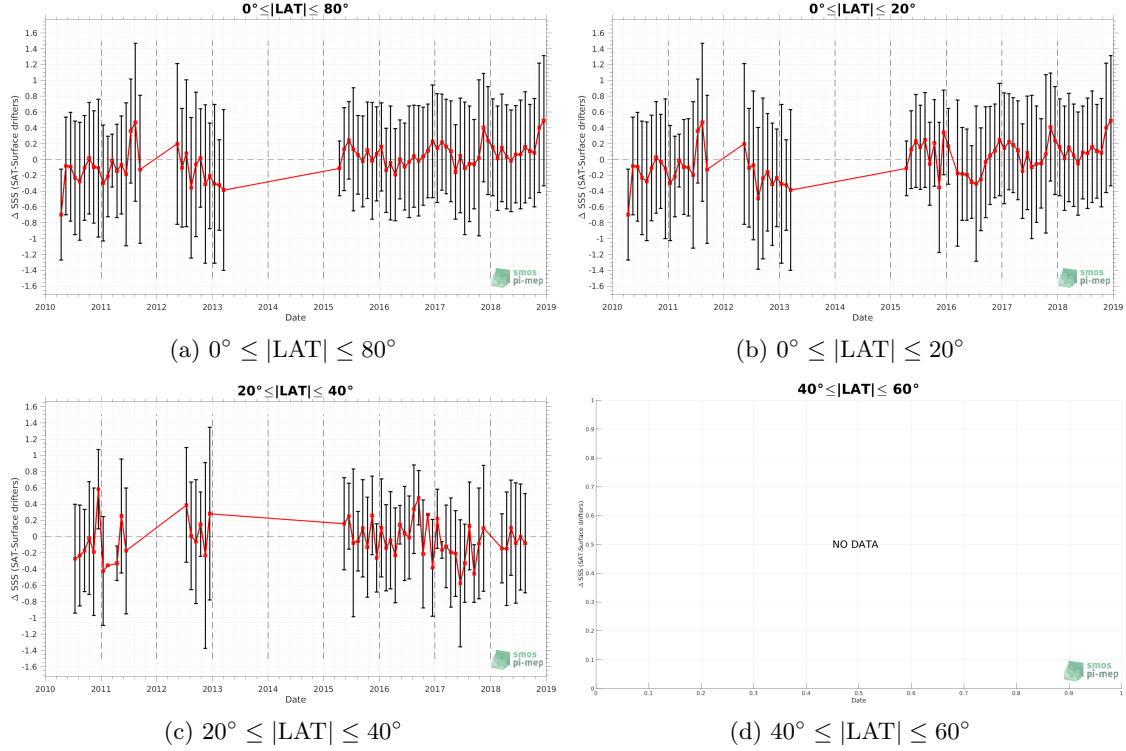 0°≤|LAT|≤ 80°
Δ SSS (SAT-Surface drifters)
1.6
1.4
1.2
1
0.8
0.6
0.4
0.2
0
-0.2
-0.4
-0.6
-0.8
-1
-1.2
-1.4
-1.6
2010 2011 2012 2013 2014 2015 2016 2017 2018 2019
Date
smos
pi-mep
(a) 0° ≤ |LAT| ≤ 80°
0°≤|LAT|≤ 20°
Δ SSS (SAT-Surface drifters)
1.6
1.4
1.2
1
0.8
0.6
0.4
0.2
0
-0.2
-0.4
-0.6
-0.8
-1
-1.2
-1.4
-1.6
2010 2011 2012 2013 2014 2015 2016 2017 2018 2019
Date
smos
pi-mep
(b) 0° ≤ |LAT| ≤ 20°
20°≤|LAT|≤ 40°
Δ SSS (SAT-Surface drifters)
1.6
1.4
1.2
1
0.8
0.6
0.4
0.2
0
-0.2
-0.4
-0.6
-0.8
-1
-1.2
-1.4
-1.6
2010 2011 2012 2013 2014 2015 2016 2017 2018 2019
Date
smos
pi-mep
(c) 20° ≤ |LAT| ≤ 40°
40°≤|LAT|≤ 60°
Δ SSS (SAT-Surface drifters)
1
0.9
0.8
0.7
0.6
0.5
0.4
0.3
0.2
0.1
0
NO DATA
0 0.1 0.2 0.3 0.4 0.5 0.6 0.7 0.8 0.9 1
Date
smos
pi-mep
(d) 40° ≤ |LAT| ≤ 60°